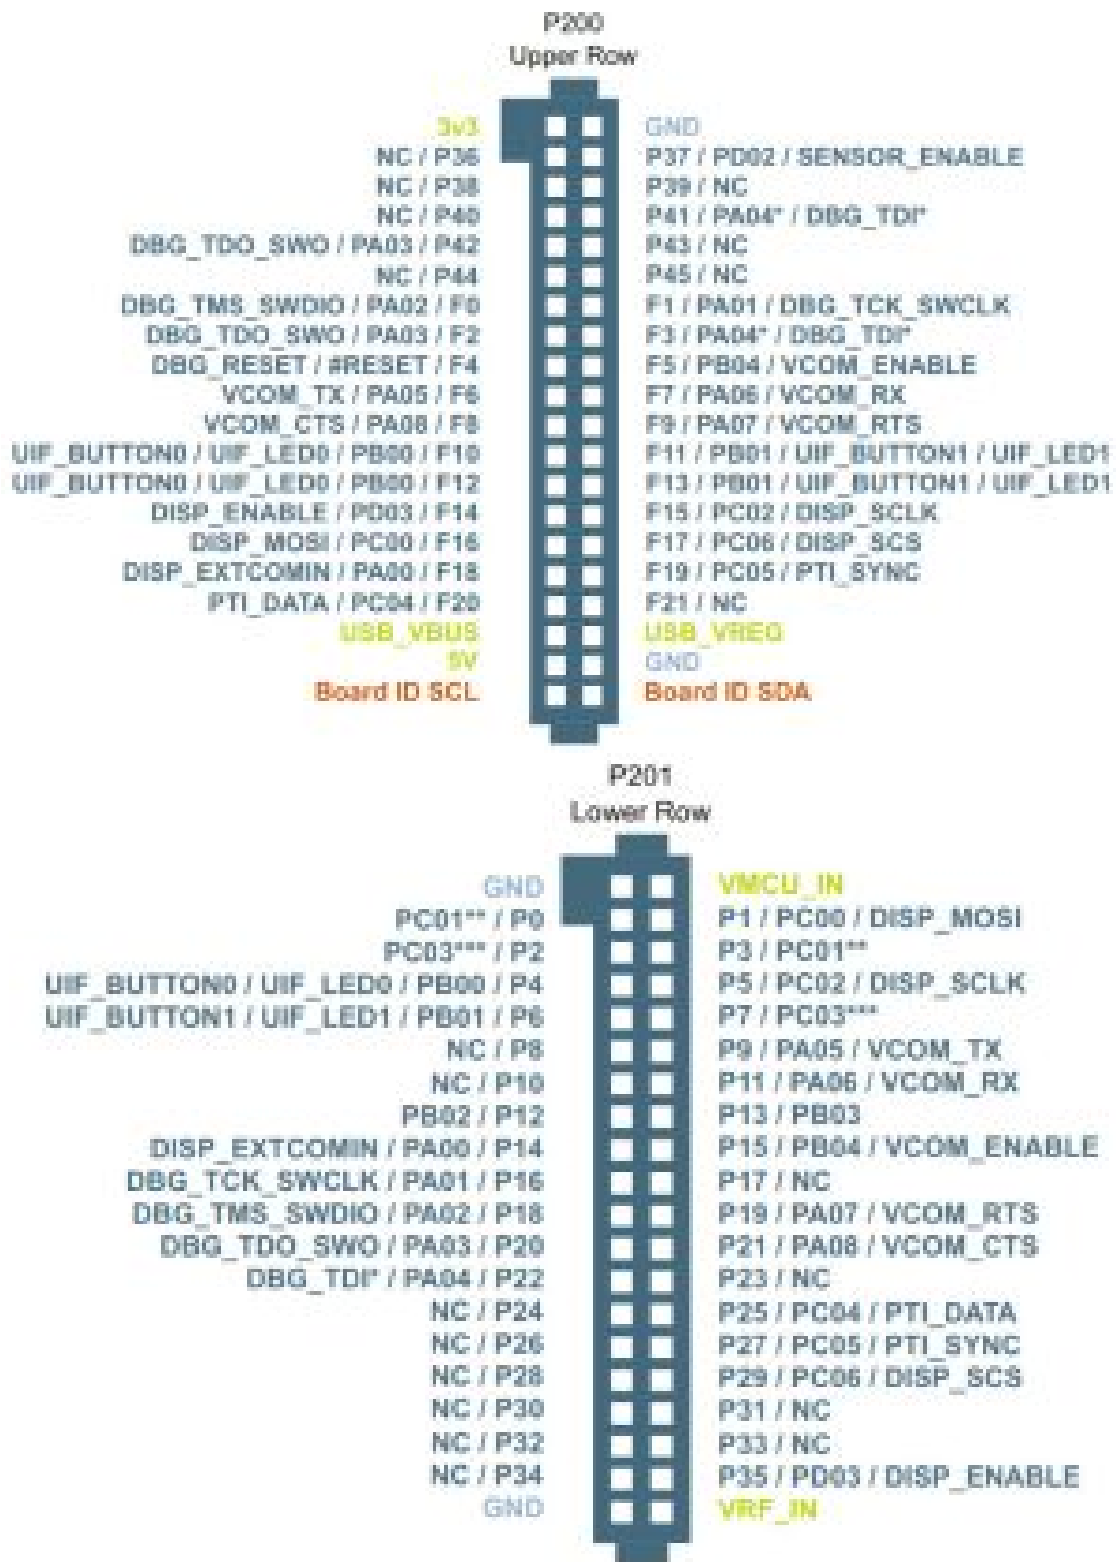 P200
Upper Row
3v3 GND
NC / P36 P37 / PD02 / SENSOR_ENABLE
NC / P38 P39 / NC
NC / P40 P41 / PA04* / DBG_TDI*
DBG_TDO_SWO / PA03 / P42 P43 / NC
NC / P44 P45 / NC
DBG_TMS_SWDIO / PA02 / F0 F1 / PA01 / DBG_TCK_SWCLK
DBG_TDO_SWO / PA03 / F2 F3 / PA04* / DBG_TDI*
DBG_RESET / #RESET / F4 F5 / PB04 / VCOM_ENABLE
VCOM_TX / PA05 / F6 F7 / PA06 / VCOM_RX
VCOM_CTS / PA08 / F8 F9 / PA07 / VCOM_RTS
UIF_BUTTON0 / UIF_LED0 / PB00 / F10 F11 / PB01 / UIF_BUTTON1 / UIF_LED1
UIF_BUTTON0 / UIF_LED0 / PB00 / F12 F13 / PB01 / UIF_BUTTON1 / UIF_LED1
DISP_ENABLE / PD03 / F14 F15 / PC02 / DISP_SCLK
DISP_MOSI / PC00 / F16 F17 / PC06 / DISP_SCS
DISP_EXTCOMIN / PA00 / F18 F19 / PC05 / PTI_SYNC
PTI_DATA / PC04 / F20 F21 / NC
USB_VBUS USB_VREG
5V GND
Board ID SCL Board ID SDA
P201
Lower Row
GND VMCU_IN
PC01** / P0 P1 / PC00 / DISP_MOSI
PC03*** / P2 P3 / PC01**
UIF_BUTTON0 / UIF_LED0 / PB00 / P4 P5 / PC02 / DISP_SCLK
UIF_BUTTON1 / UIF_LED1 / PB01 / P6 P7 / PC03***
NC / P8 P9 / PA05 / VCOM_TX
NC / P10 P11 / PA06 / VCOM_RX
PB02 / P12 P13 / PB03
DISP_EXTCOMIN / PA00 / P14 P15 / PB04 / VCOM_ENABLE
DBG_TCK_SWCLK / PA01 / P16 P17 / NC
DBG_TMS_SWDIO / PA02 / P18 P19 / PA07 / VCOM_RTS
DBG_TDO_SWO / PA03 / P20 P21 / PA08 / VCOM_CTS
DBG_TDI* / PA04 / P22 P23 / NC
NC / P24 P25 / PC04 / PTI_DATA
NC / P26 P27 / PC05 / PTI_SYNC
NC / P28 P29 / PC06 / DISP_SCS
NC / P30 P31 / NC
NC / P32 P33 / NC
NC / P34 P35 / PD03 / DISP_ENABLE
GND VRF_IN